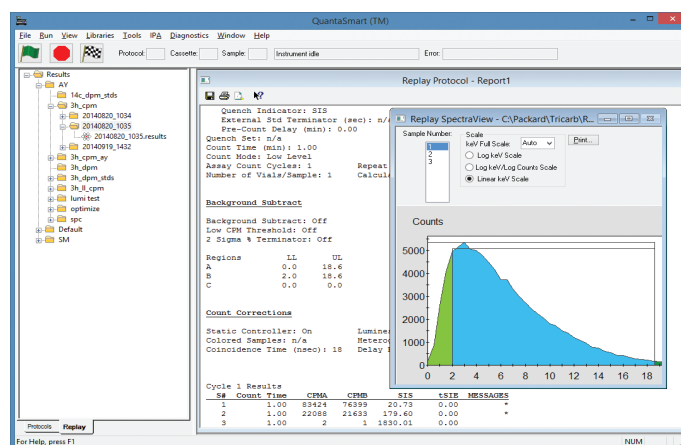 QuantaSmart (TM)
File Run View Libraries Tools IPA Diagnostics Window Help
Protocol: Cassette: Sample: Instrument idle Error:
Results
AY
14c_dpm_stds
3h_cpm
20140820_1034
20140820_1035
20140820_1035.results
20140919_1432
3h_cpm_ay
3h_dpm
3h_dpm_stds
3h_ll_cpm
lumi test
optimize
spc
Default
SM
Protocols Replay
For Help, press F1
NUM
Replay Protocol - Report1
Quench Indicator: SIS
External Std Terminator (sec): n/a
Pre-Count Delay (min): 0.00
Quench Set: n/a
Count Time (min): 1.00
Count Mode: Low Level
Assay Count Cycles: 1 Repeat
Number of Vials/Sample: 1 Calcula
Background Subtract
Background Subtract: Off
Low CPM Threshold: Off
2 Sigma % Terminator: Off
Regions LL UL
A 0.0 18.6
B 2.0 18.6
C 0.0 0.0
Count Corrections
Static Controller: On Lumine
Colored Samples: n/a Heteroc
Coincidence Time (nsec): 18 Delay
Cycle 1 Results
S# Count Time CPMA CPMB SIS tSIE MESSAGES
1 1.00 83424 76399 20.73 0.00 *
2 1.00 22088 21633 179.60 0.00 *
3 1.00 2 1 1830.01 0.00
Replay SpectraView - C:\Packard\Tricarb\R...
Sample Number:
1
2
3
Scale
keV Full Scale: Auto
Log keV Scale
Log keV/Log Counts Scale
Linear keV Scale
Print...
Counts
5000
4000
3000
2000
1000
0
0 2 4 6 8 10 12 14 16 18